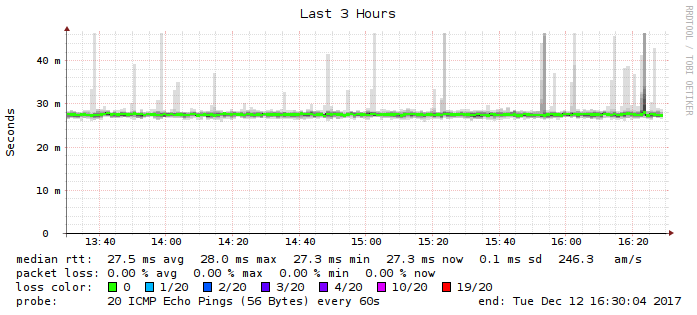 Last 3 Hours
RRDTOOL / TOBI OETIKER
Seconds
40 m
30 m
20 m
10 m
0
13:40 14:00 14:20 14:40 15:00 15:20 15:40 16:00 16:20
median rtt: 27.5 ms avg 28.0 ms max 27.3 ms min 27.3 ms now 0.1 ms sd 246.3 am/s
packet loss: 0.00 % avg 0.00 % max 0.00 % min 0.00 % now
loss color: 0 1/20 2/20 3/20 4/20 10/20 19/20
probe: 20 ICMP Echo Pings (56 Bytes) every 60s end: Tue Dec 12 16:30:04 2017